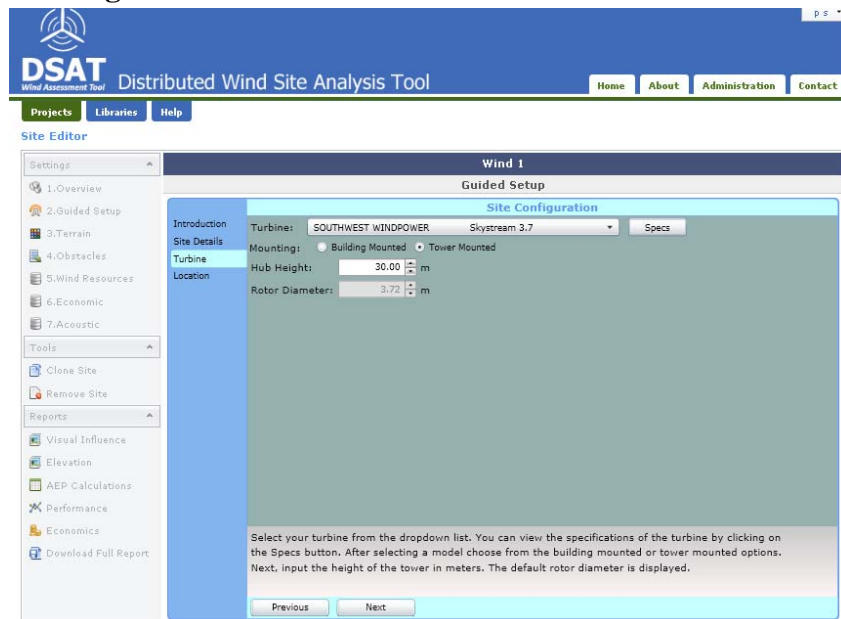 p s
DSAT
Wind Assessment Tool
Distributed Wind Site Analysis Tool
Home
About
Administration
Contact
Projects
Libraries
Help
Site Editor
Settings
1.Overview
2.Guided Setup
3.Terrain
4.Obstacles
5.Wind Resources
6.Economic
7.Acoustic
Tools
Clone Site
Remove Site
Reports
Visual Influence
Elevation
AEP Calculations
Performance
Economics
Download Full Report
Wind 1
Guided Setup
Introduction
Site Details
Turbine
Location
Site Configuration
Turbine: SOUTHWEST WINDPOWER Skystream 3.7 Specs
Mounting: Building Mounted Tower Mounted
Hub Height: 30.00 m
Rotor Diameter: 3.72 m
Select your turbine from the dropdown list. You can view the specifications of the turbine by clicking on
the Specs button. After selecting a model choose from the building mounted or tower
mounted options.
Next, input the height of the tower in meters. The default rotor diameter is displayed.
Previous
Next